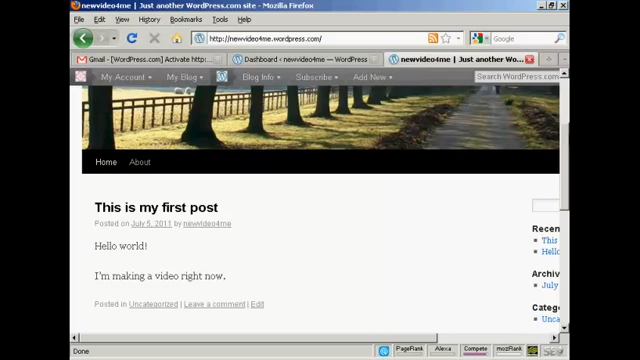 newvideo4me | Just another WordPress.com site - Mozilla Firefox
File Edit View History Bookmarks Tools Help
http://newvideo4me.wordpress.com/
Google
Gmail - [WordPress.com] Activate http:...
Dashboard ‹ newvideo4me — WordPress
newvideo4me | Just another Wo...
My Account
My Blog
Blog Info
Subscribe
Add New
Search WordPress.com
Home About
This is my first post
Posted on July 5, 2011 by newvideo4me
Hello world!
I'm making a video right now.
Posted in Uncategorized | Leave a comment | Edit
Recen
This
Hello
Archiv
July
Categ
Unca
Done
PageRank
Alexa
Compete
mozRank